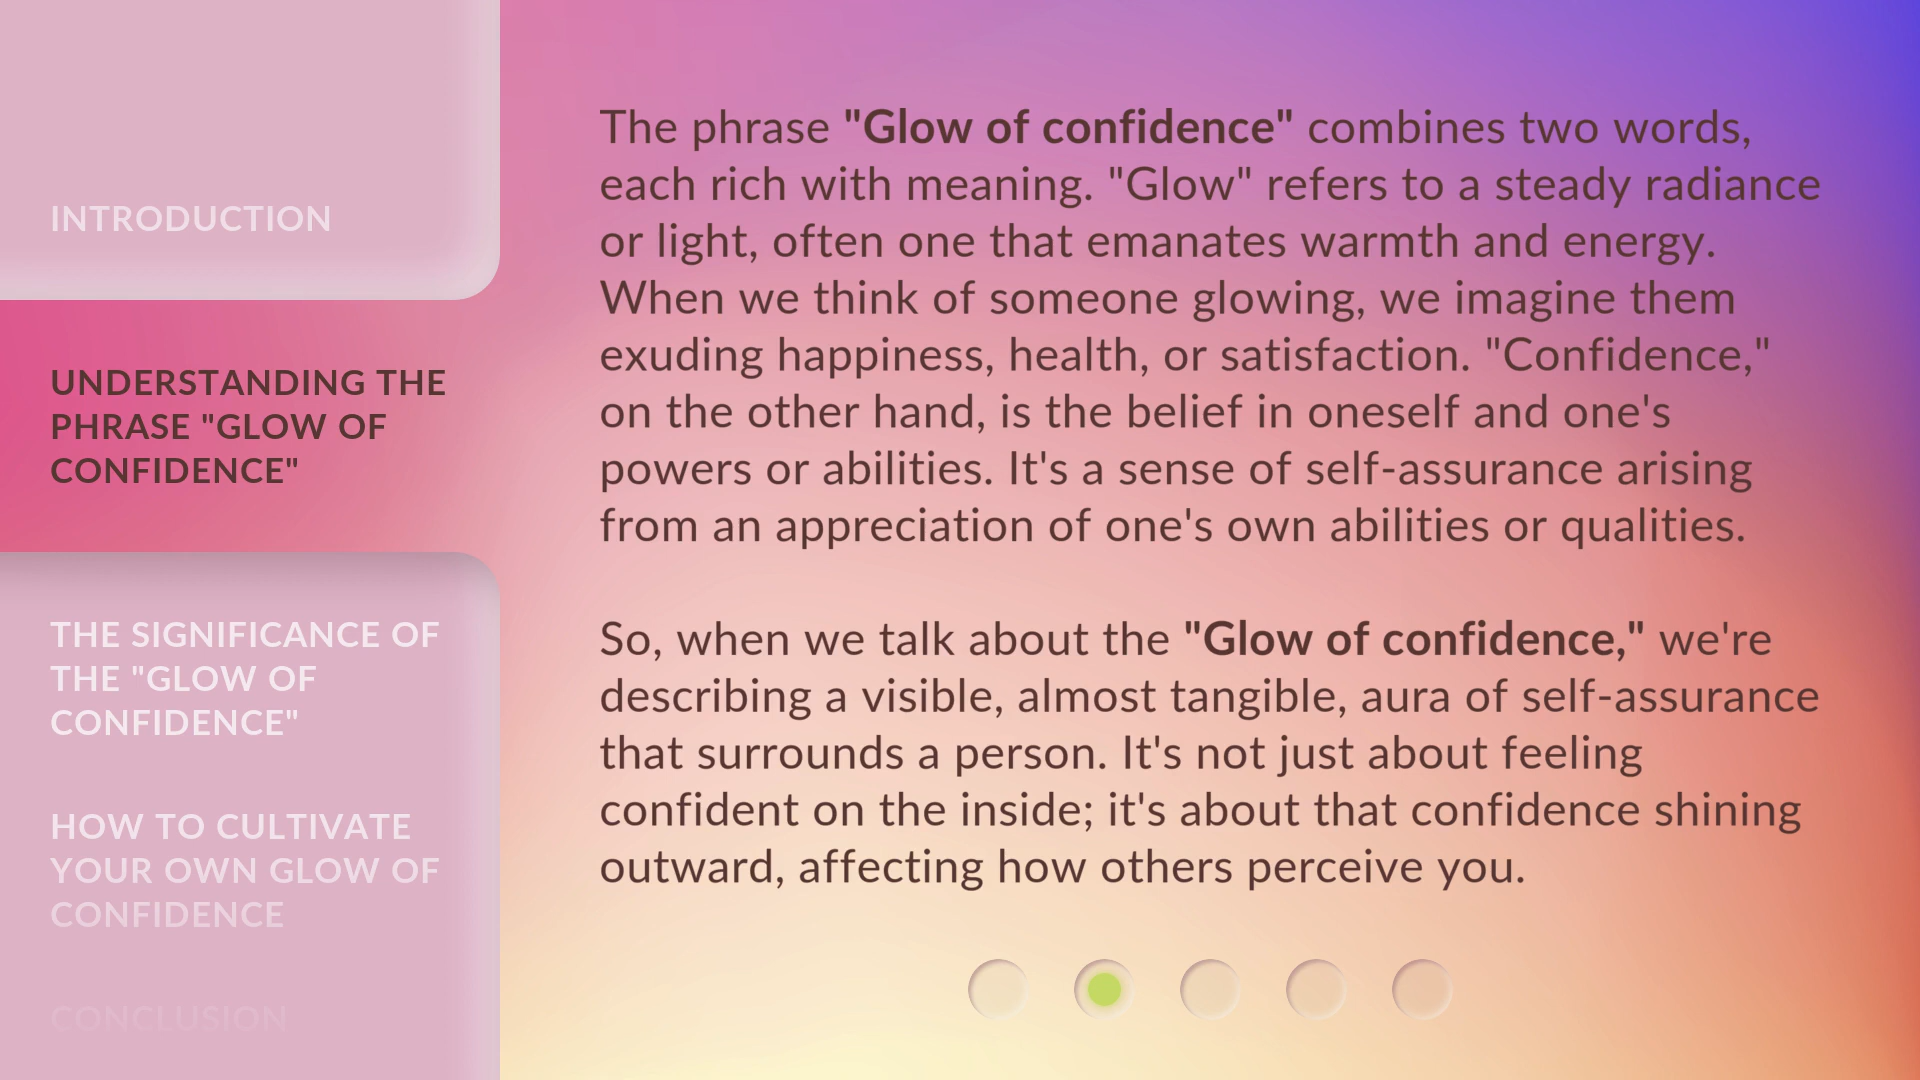 INTRODUCTION
UNDERSTANDING THE
PHRASE "GLOW OF
CONFIDENCE"
THE SIGNIFICANCE OF
THE "GLOW OF
CONFIDENCE"
HOW TO CULTIVATE
YOUR OWN GLOW OF
CONFIDENCE
CONCLUSION
The phrase "Glow of confidence" combines two words,
each rich with meaning. "Glow" refers to a steady radiance
or light, often one that emanates warmth and energy.
When we think of someone glowing, we imagine them
exuding happiness, health, or satisfaction. "Confidence,"
on the other hand, is the belief in oneself and one's
powers or abilities. It's a sense of self-assurance arising
from an appreciation of one's own abilities or qualities.
So, when we talk about the "Glow of confidence," we're
describing a visible, almost tangible, aura of self-assurance
that surrounds a person. It's not just about feeling
confident on the inside; it's about that confidence shining
outward, affecting how others perceive you.